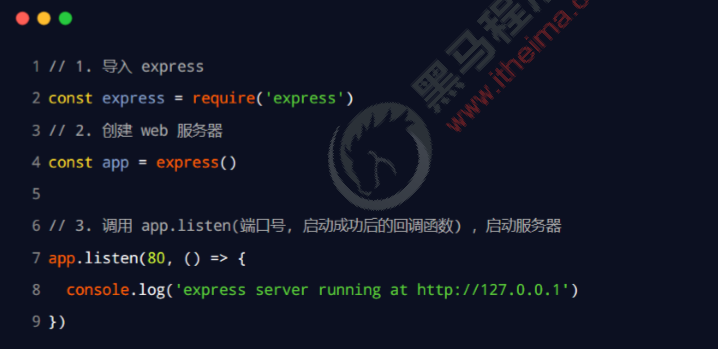 1 // 1. 导入 express
2 const express = require('express')
3 // 2. 创建 web 服务器
4 const app = express()
5
6 // 3. 调用 app.listen(端口号, 启动成功后的回调函数) , 启动服务器
7 app.listen(80, () => {
8   console.log('express server running at http://127.0.0.1')
9 })
黑马程
www.itheima.